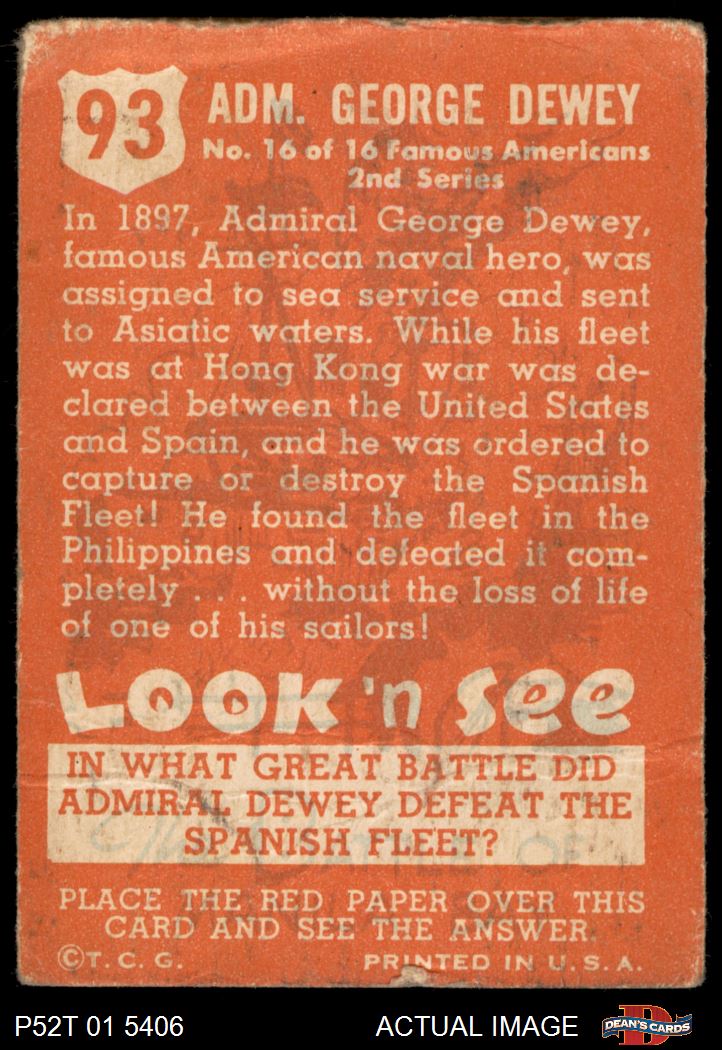 93
ADM. GEORGE DEWEY
No. 16 of 16 Famous Americans
2nd Series
In 1897, Admiral George Dewey,
famous American naval hero, was
assigned to sea service and sent
to Asiatic waters. While his fleet
was at Hong Kong war was de-
clared between the United States
and Spain, and he was ordered to
capture or destroy the Spanish
Fleet! He found the fleet in the
Philippines and defeated it com-
pletely . . . without the loss of life
of one of his sailors!
LOOK 'n SEE
IN WHAT GREAT BATTLE DID
ADMIRAL DEWEY DEFEAT THE
SPANISH FLEET?
The BATTLE OF
PLACE THE RED PAPER OVER THIS
CARD AND SEE THE ANSWER.
©T. C. G.
PRINTED IN U. S. A.
P52T 01 5406
ACTUAL IMAGE
D
DEAN'S CARDS